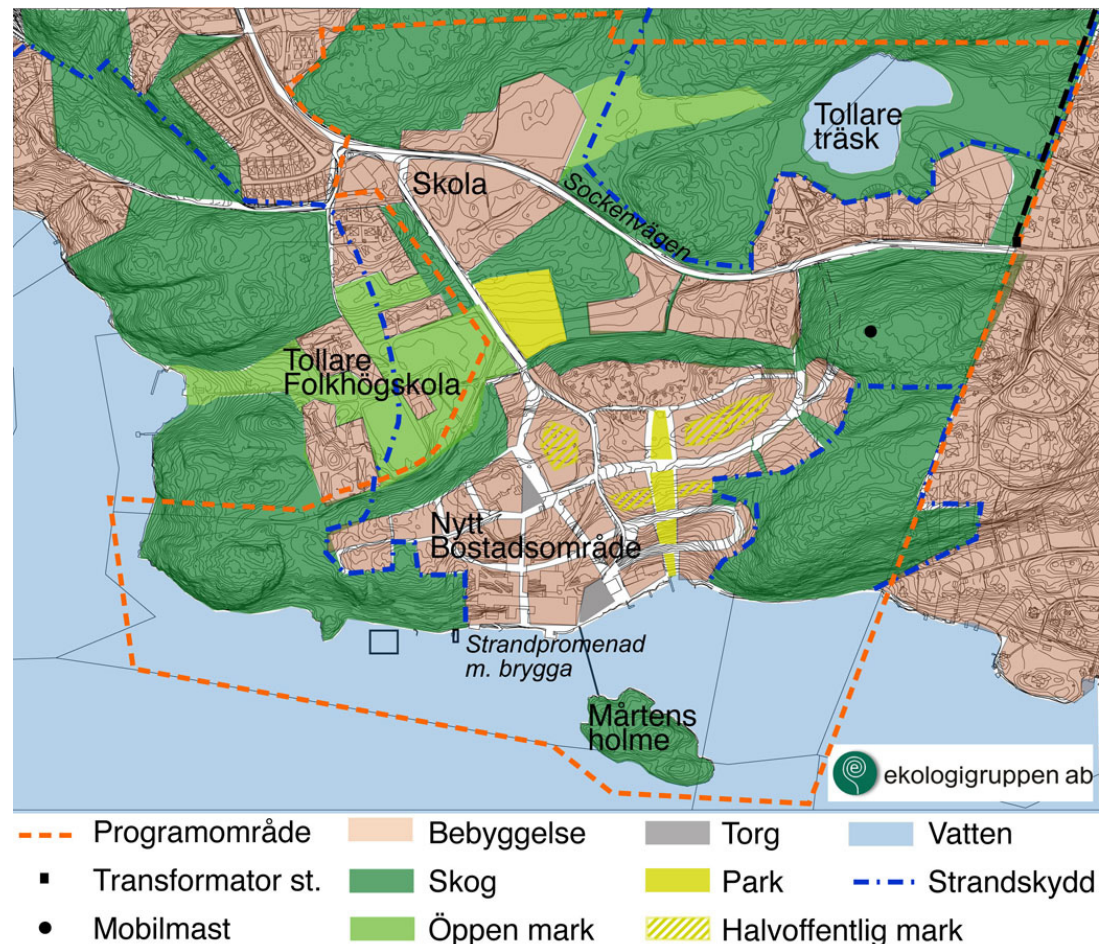 Tollare
träsk
Skola
Sockenvägen
Tollare
Folkhögskola
Nytt
Bostadsområde
Strandpromenad
m. brygga
Mårtens
holme
ekologigruppen ab
Programområde
Bebyggelse
Torg
Vatten
Transformator st.
Skog
Park
Strandskydd
Mobilmast
Öppen mark
Halvoffentlig mark